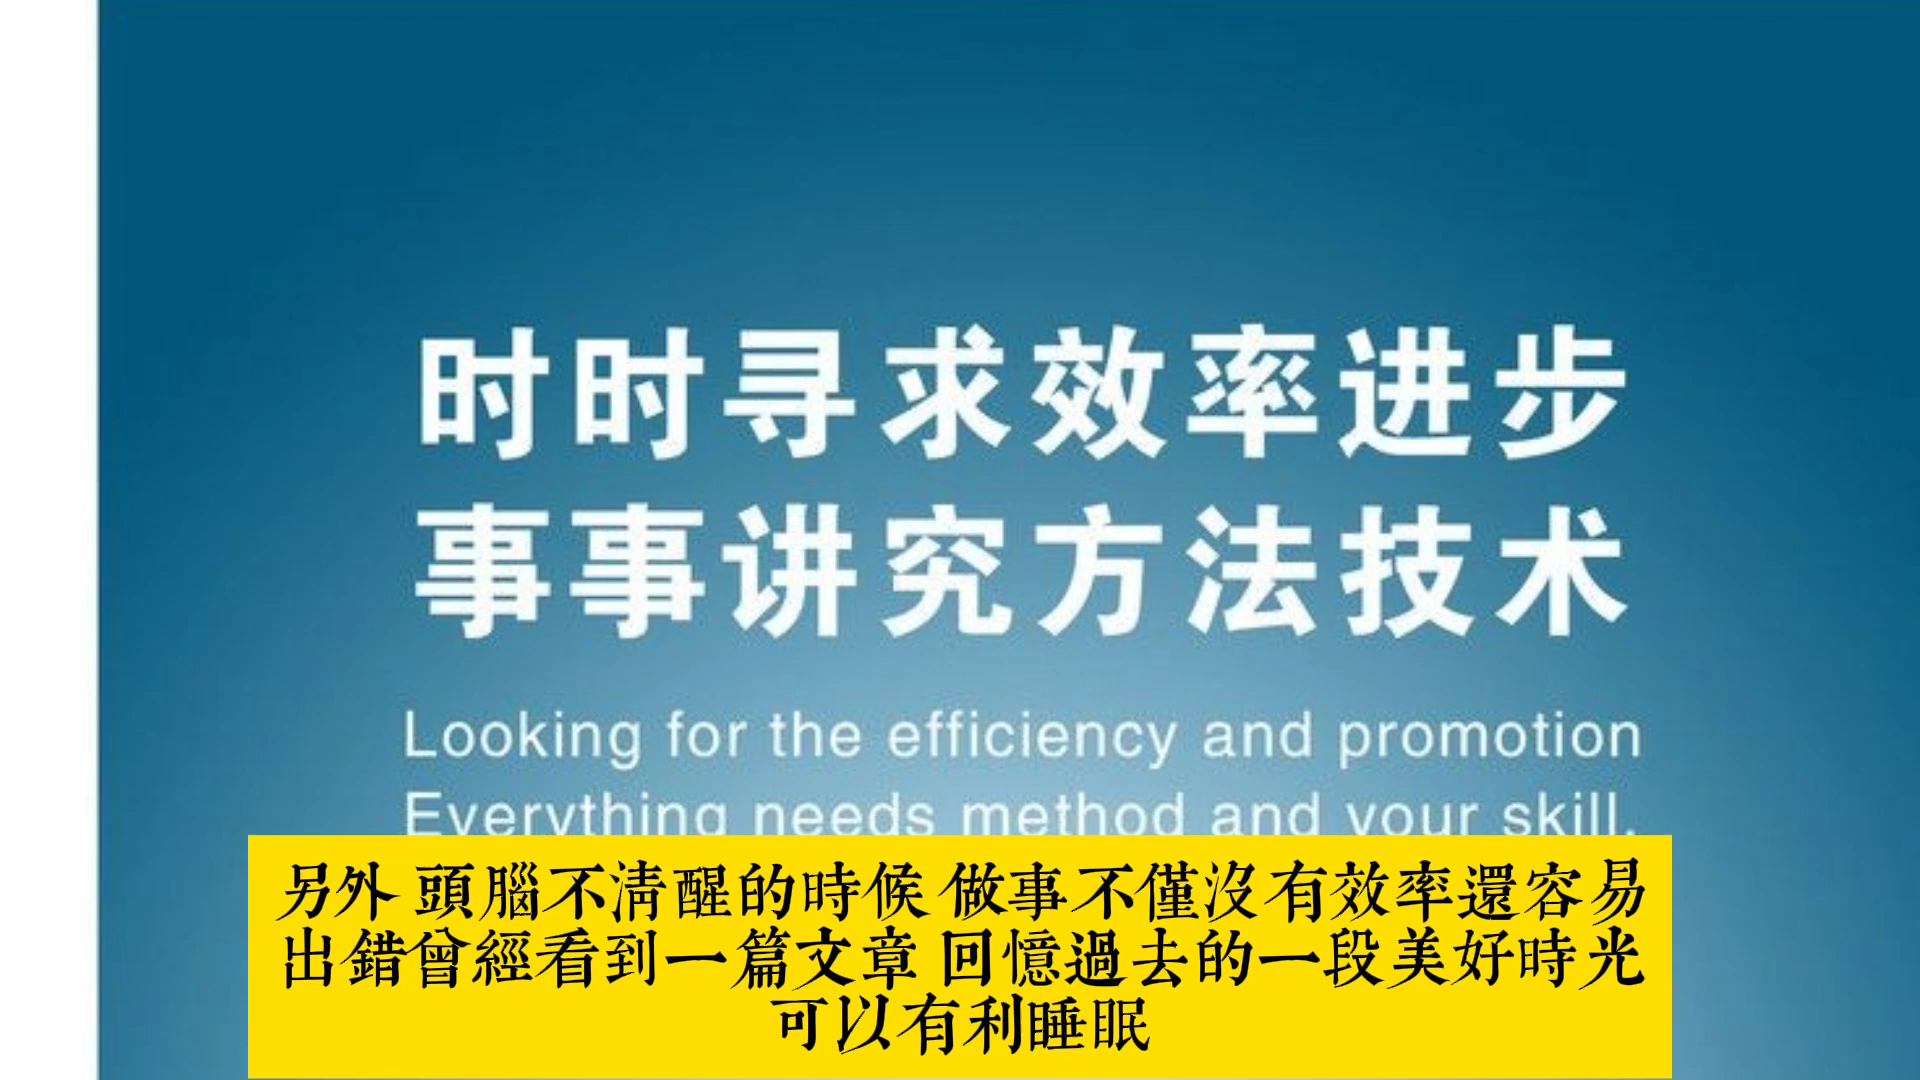 时时寻求效率进步
事事讲究方法技术
Looking for the efficiency and promotion
Everything needs method and your skill.
另外 頭腦不清醒的時候 做事不僅沒有效率還容易
出錯曾經看到一篇文章 回憶過去的一段美好時光
可以有利睡眠